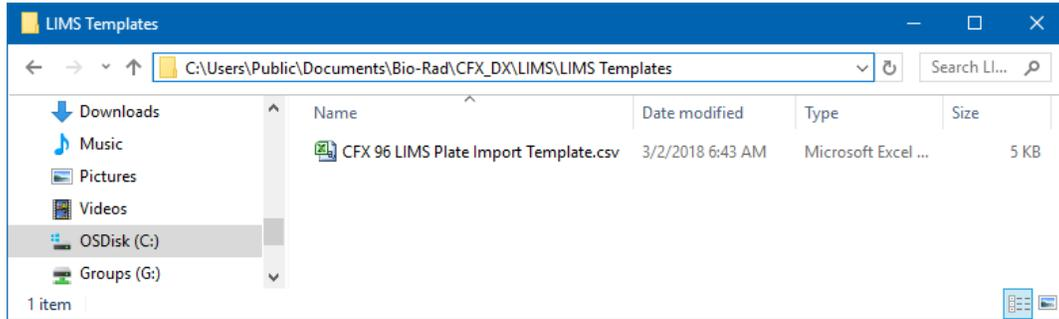 LIMS Templates
C:\Users\Public\Documents\Bio-Rad\CFX_DX\LIMS\LIMS Templates
Search LI...
Downloads
Music
Pictures
Videos
OSDisk (C:)
Groups (G:)
Name Date modified Type Size
CFX 96 LIMS Plate Import Template.csv 3/2/2018 6:43 AM Microsoft Excel ... 5 KB
1 item